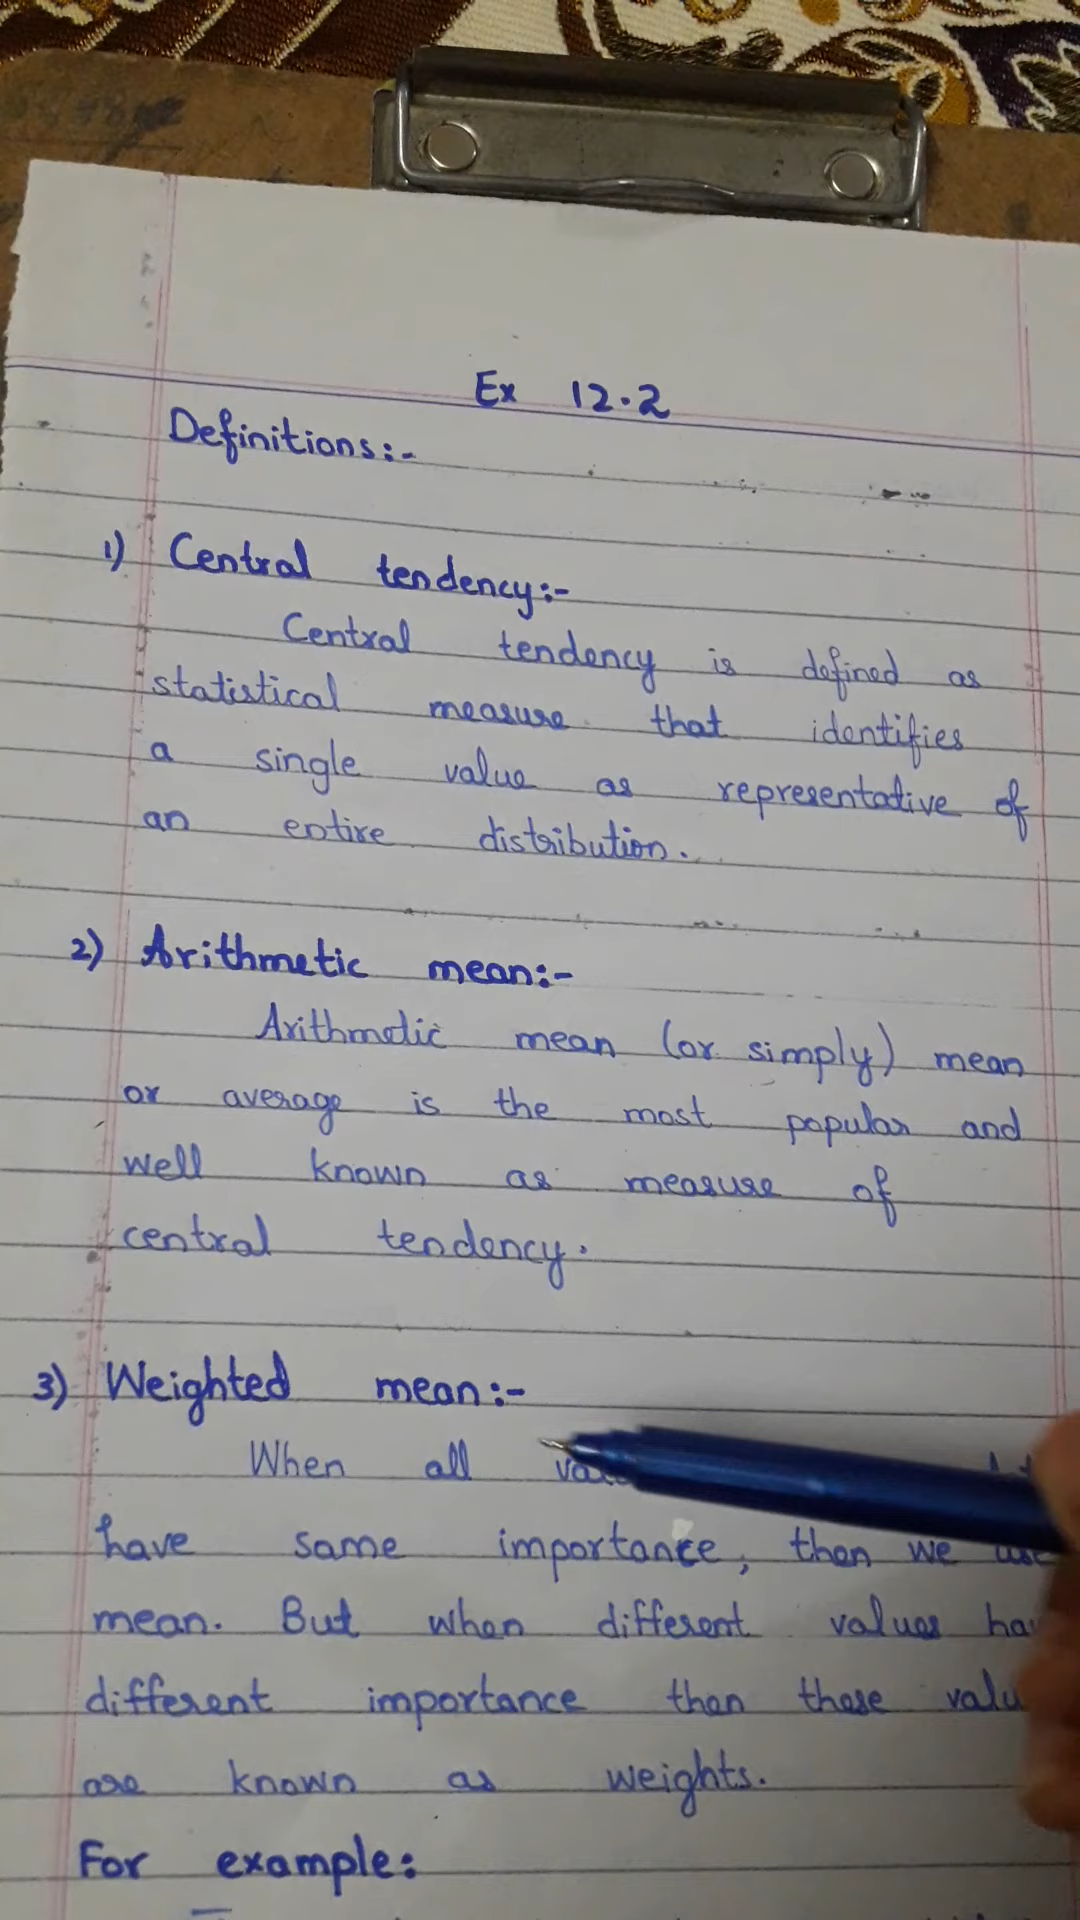 Ex 12.2
Definitions:-
1) Central tendency:-
Central tendency is defined as
statistical measure that identifies
a single value as representative of
an entire distribution.
2) Arithmetic mean:-
Arithmetic mean (or simply) mean
or average is the most popular and
well known as measure of
central tendency.
3) Weighted mean:-
When all
have same importance, then we use
mean. But when different values
different importance then these
are known as weights.
For example: